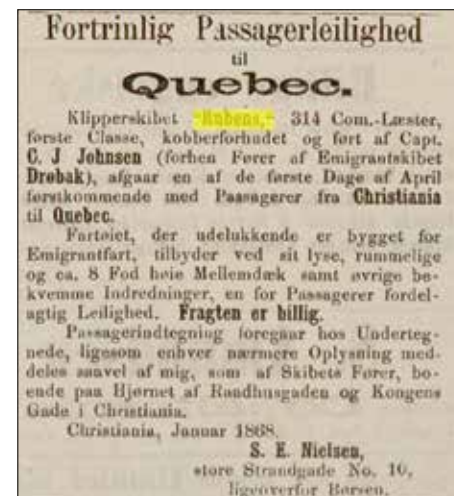 Fortrinlig Passagerleilighed
til
Quebec.
Klipperskibet "Rubens," 314 Com.-Læster,
første Classe, kobberforhudet og ført af Capt.
C. J Johnsen (forhen Fører af Emigrantskibet
Drøbak), afgaar en af de første Dage af April
førstkommende med Passagerer fra Christiania
til Quebec.
Fartøiet, der udelukkende er bygget for
Emigrantfart, tilbyder ved sit lyse, rummelige
og ca. 8 Fod høie Mellemdæk samt øvrige be-
kvemme Indredninger, en for Passagerer fordel-
agtig Leilighed. Fragten er billig.
Passagerindtegning foregaar hos Underteg-
nede, ligesom enhver nærmere Oplysning med-
deles saavel af mig, som af Skibets Fører, bo-
ende paa Hjørnet af Raadhusgaden og Kongens
Gade i Christiania.
Christiania, Januar 1868.
S. E. Nielsen,
store Strandgade No. 10,
ligeoverfor Børsen.